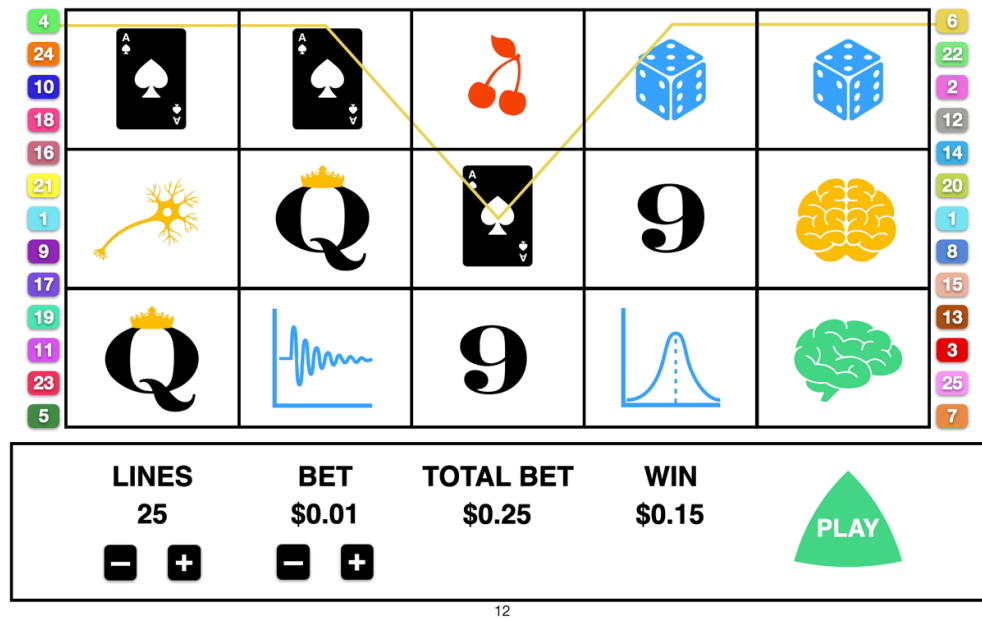 4 A A 6
24 22
10 2
18 A A 12
16 14
21 A 20
1 Q 9 1
9 A 8
17 15
19 13
11 Q 9 3
23 25
5 7
LINES BET TOTAL BET WIN
25 $0.01 $0.25 $0.15
PLAY
− + − +
12